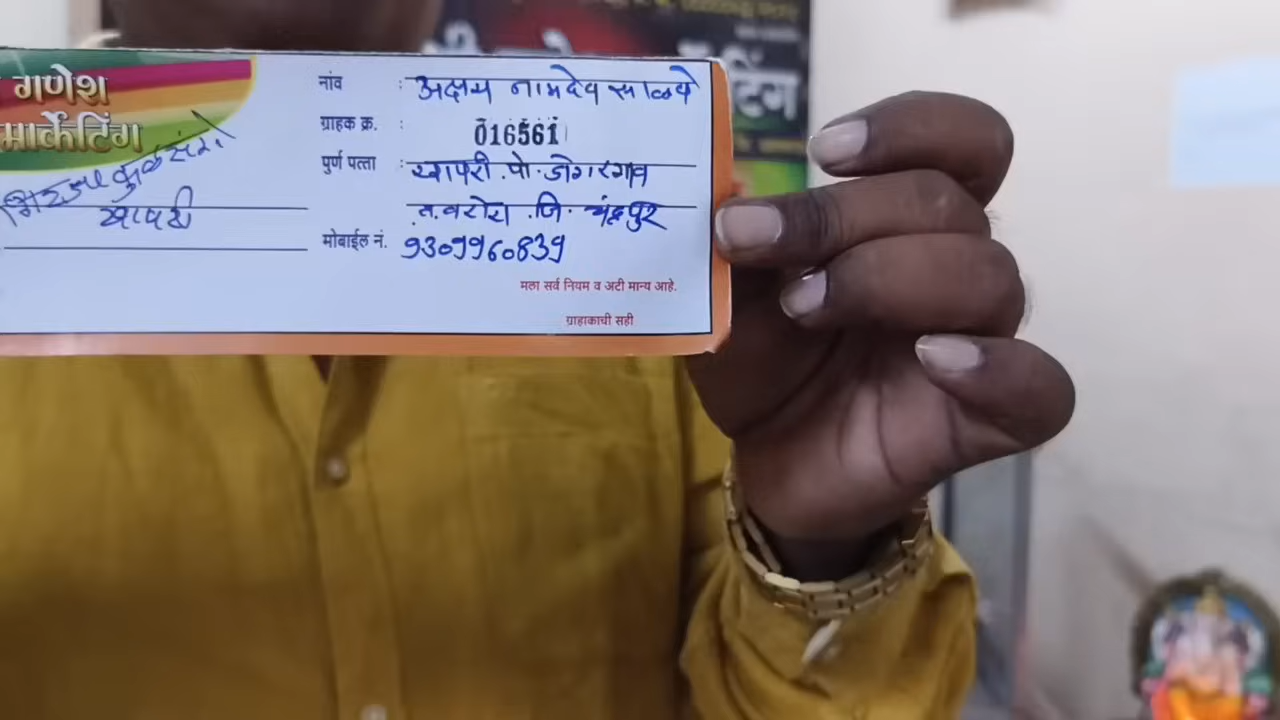 गणेश
मार्केटिंग
खापरी
नांव : अक्षय नामदेव साळवे
ग्राहक क्र. : 016561
पुर्ण पत्ता : खापरी .पो. डोंगरगाव
ता. वरोरा .जि. चंद्रपुर
मोबाईल नं. 9309960839
मला सर्व नियम व अटी मान्य आहे.
ग्राहाकाची सही
टिंग